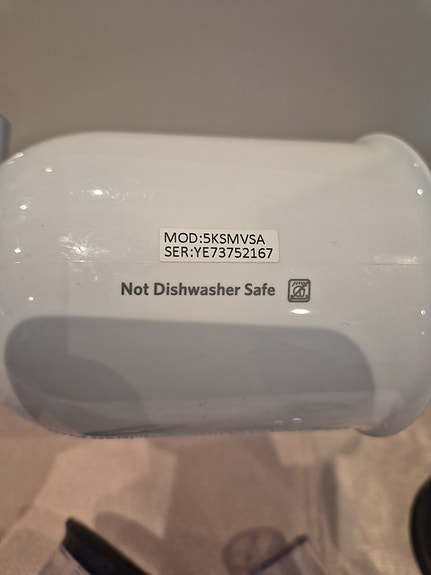 MOD:5KSMVSA
SER:YE73752167
Not Dishwasher Safe